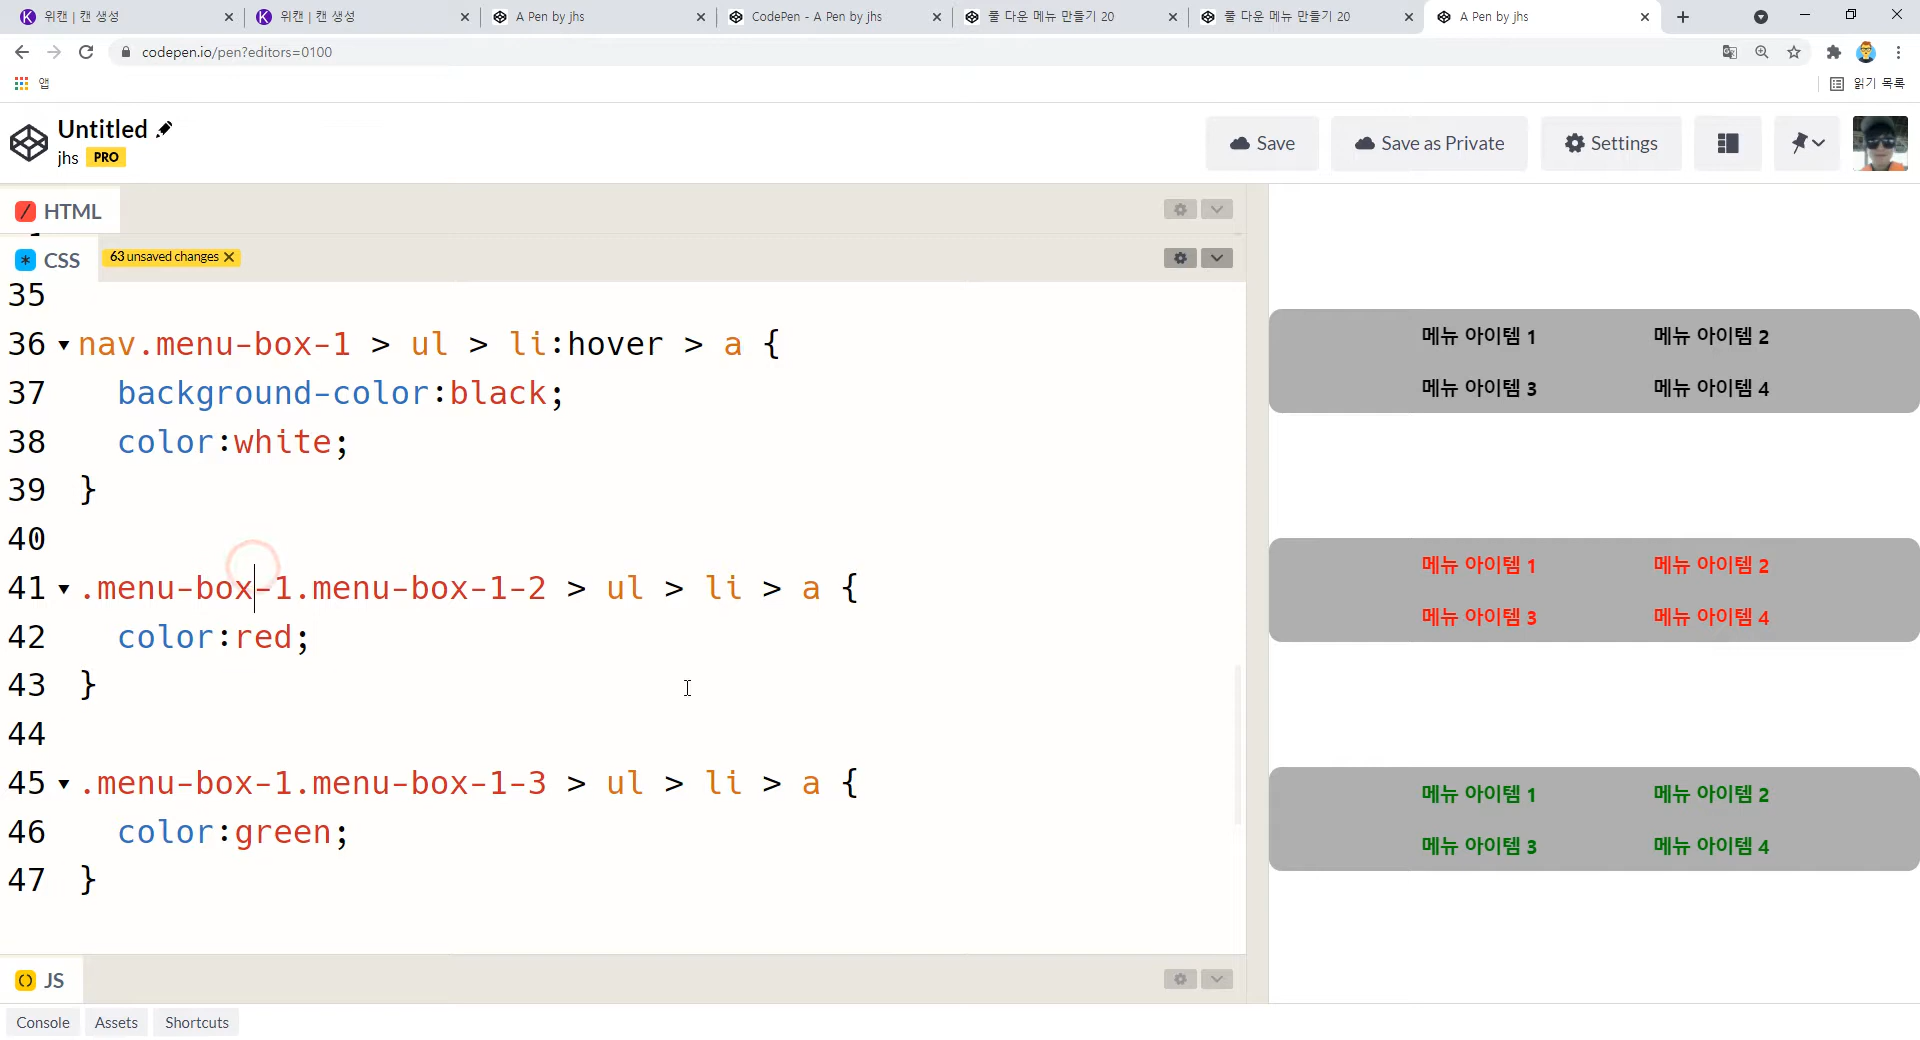 위캔 | 캔 생성
위캔 | 캔 생성
A Pen by jhs
CodePen - A Pen by jhs
풀 다운 메뉴 만들기 20
풀 다운 메뉴 만들기 20
A Pen by jhs
codepen.io/pen?editors=0100
앱
읽기 목록
Untitled
jhs PRO
Save
Save as Private
Settings
HTML
CSS
63 unsaved changes
35
36 nav.menu-box-1 > ul > li:hover > a {
37 background-color:black;
38 color:white;
39 }
40
41 .menu-box-1.menu-box-1-2 > ul > li > a {
42 color:red;
43 }
44
45 .menu-box-1.menu-box-1-3 > ul > li > a {
46 color:green;
47 }
메뉴 아이템 1 메뉴 아이템 2
메뉴 아이템 3 메뉴 아이템 4
메뉴 아이템 1 메뉴 아이템 2
메뉴 아이템 3 메뉴 아이템 4
메뉴 아이템 1 메뉴 아이템 2
메뉴 아이템 3 메뉴 아이템 4
JS
Console Assets Shortcuts